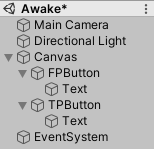 Awake*
Main Camera
Directional Light
Canvas
FPButton
Text
TPButton
Text
EventSystem